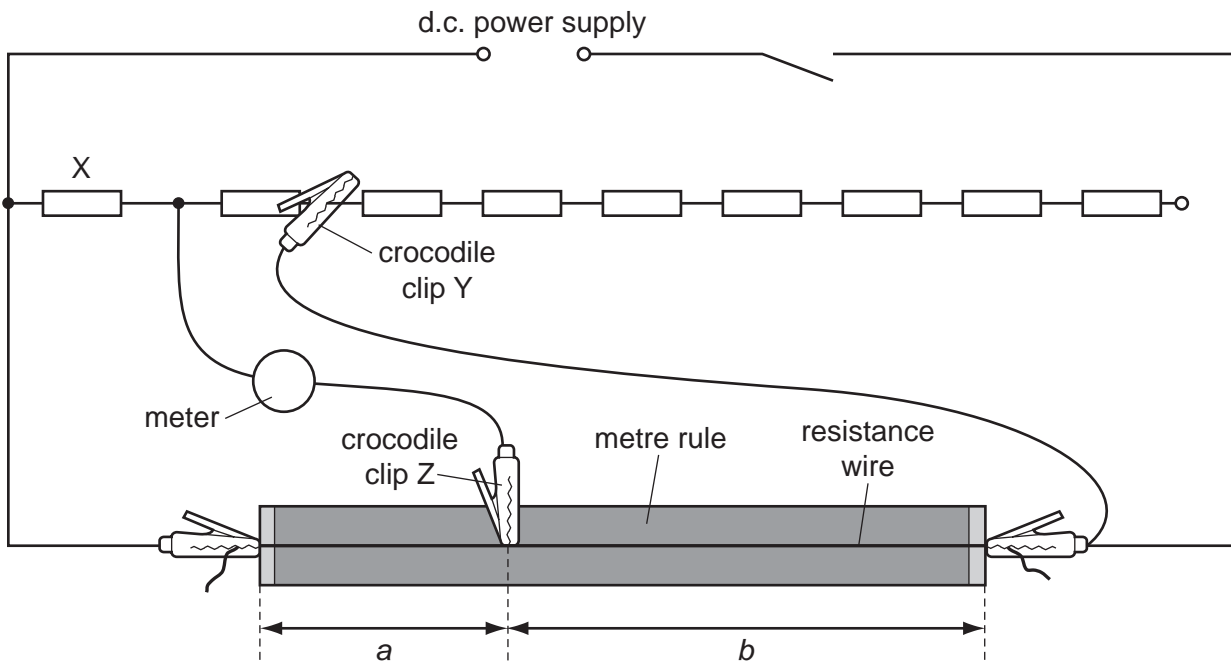 d.c. power supply
X
crocodile
clip Y
meter
crocodile
clip Z
metre rule
resistance
wire
a
b